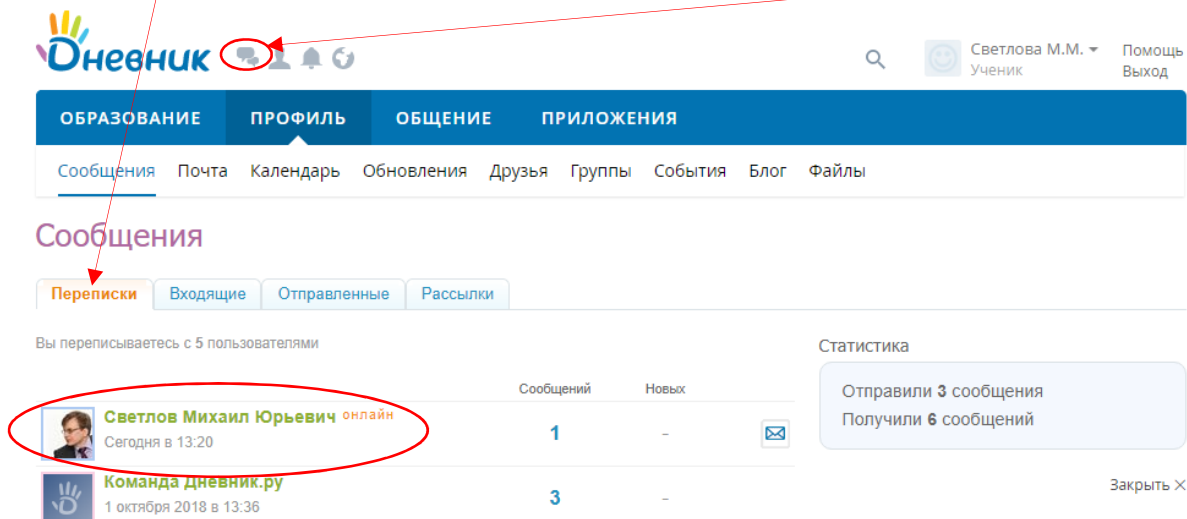 Дневник
Светлова М.М.
Ученик
Помощь
Выход
ОБРАЗОВАНИЕ ПРОФИЛЬ ОБЩЕНИЕ ПРИЛОЖЕНИЯ
Сообщения Почта Календарь Обновления Друзья Группы События Блог Файлы
Сообщения
Переписки Входящие Отправленные Рассылки
Вы переписываетесь с 5 пользователями
Статистика
Отправили 3 сообщения
Получили 6 сообщений
Закрыть ×
Сообщений Новых
Светлов Михаил Юрьевич онлайн
Сегодня в 13:20
1 –
Команда Дневник.ру
1 октября 2018 в 13:36
3 –